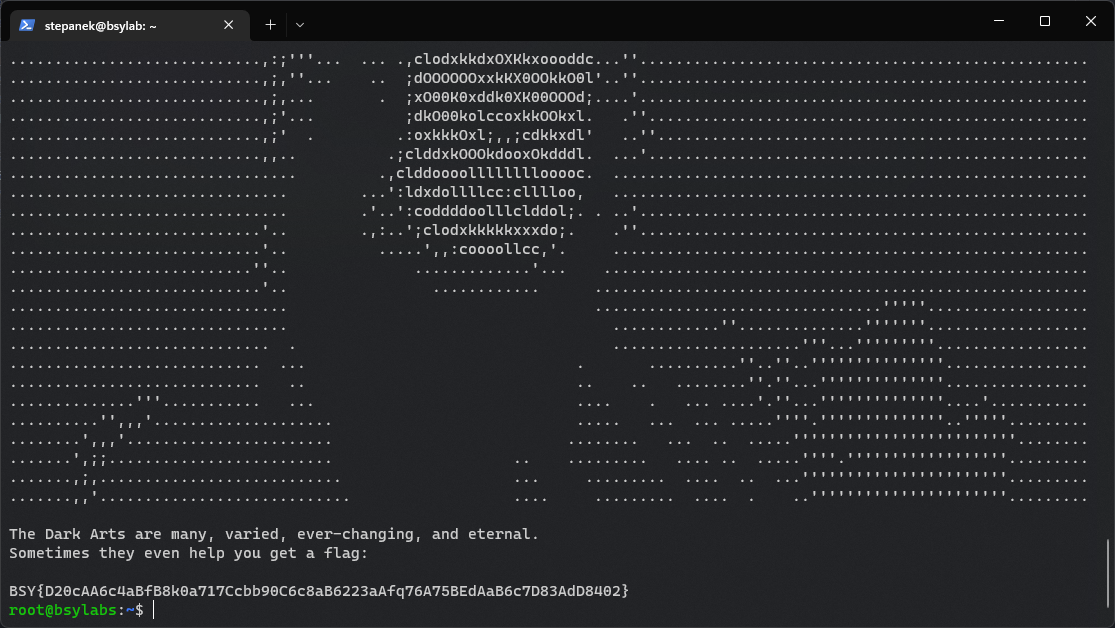 stepanek@bsylab: ~
The Dark Arts are many, varied, ever-changing, and eternal.
Sometimes they even help you get a flag:
BSY{D20cAA6c4aBfB8k0a717Ccbb90C6c8aB6223aAfq76A75BEdAaB6c7D83AdD8402}
root@bsylabs:~$